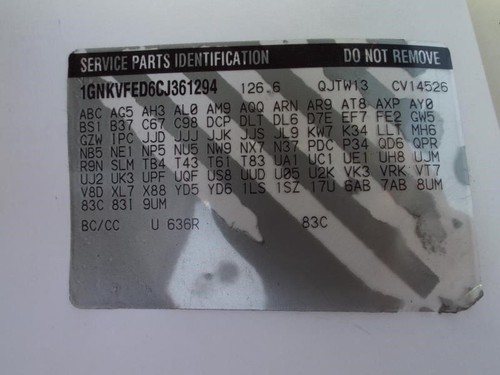 SERVICE PARTS IDENTIFICATION DO NOT REMOVE
1GNKVFED6CJ361294 126.6 QJTW13 CV14526
ABC AG5 AH3 AL0 AM9 AQQ ARN AR9 AT8 AXP AY0
BS1 B37 C67 C98 DCP DLT DL6 D7E EF7 FE2 GW5
GZW IPC JJD JJU JJK JUS JL9 KW7 K34 LLT MH6
NB5 NE1 NP5 NU5 NW9 NX7 N37 PDC P34 QD6 QPR
R9N SLM TB4 T43 T61 T83 UA1 UC1 UE1 UH8 UJM
UJ2 UK3 UPF UQF US8 UUD U05 U2K VK3 VRK VT7
V8D XL7 X88 YD5 YD6 1LS 1SZ 17U 6AB 7AB 8UM
83C 83I 9UM
BC/CC U 636R 83C